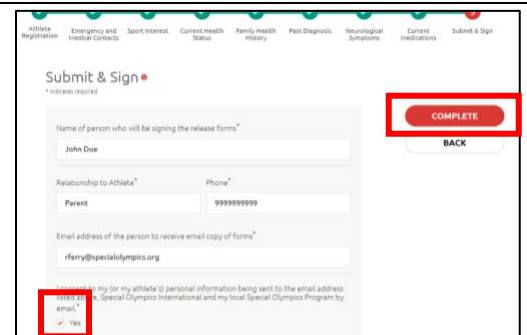 Athlete Registration
Emergency and Medical Contacts
Sport Interest
Current Health Status
Family Health History
Past Diagnosis
Neurological Symptoms
Current Medications
Submit & Sign
Submit & Sign
* indicates required
COMPLETE
BACK
Name of person who will be signing the release forms*
John Doe
Relationship to Athlete*
Phone*
Parent
9999999999
Email address of the person to receive email copy of forms*
rferry@specialolympics.org
I consent to my (or my athlete's) personal information being sent to the email address
listed above, Special Olympics International and my local Special Olympics Program by
email.*
Yes